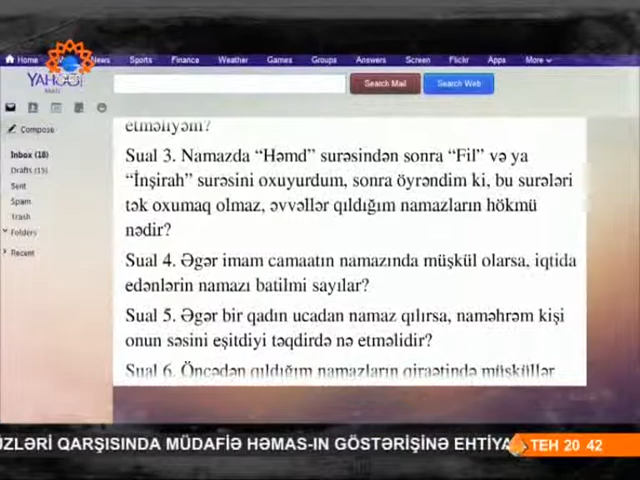 Home
News
Sports
Finance
Weather
Games
Groups
Answers
Screen
Flickr
Apps
More
YAHOO!
Search Mail
Search Web
Compose
Inbox (18)
Drafts (15)
Sent
Spam
Trash
Folders
Recent
etməliyəm?
Sual 3. Namazda “Həmd” surəsindən sonra “Fil” və ya
“İnşirah” surəsini oxuyurdum, sonra öyrəndim ki, bu surələri
tək oxumaq olmaz, əvvəllər qıldığım namazların hökmü
nədir?
Sual 4. Əgər imam camaatın namazında müşkül olarsa, iqtida
edənlərin namazı batilmi sayılar?
Sual 5. Əgər bir qadın ucadan namaz qılırsa, naməhrəm kişi
onun səsini eşitdiyi təqdirdə nə etməlidir?
Sual 6. Öncədən qıldığım namazların qiraətində müşküllər
ÜZLƏRİ QARŞISINDA MÜDAFİƏ HƏMAS-IN GÖSTƏRİŞİNƏ EHTİYA
TEH 20 42